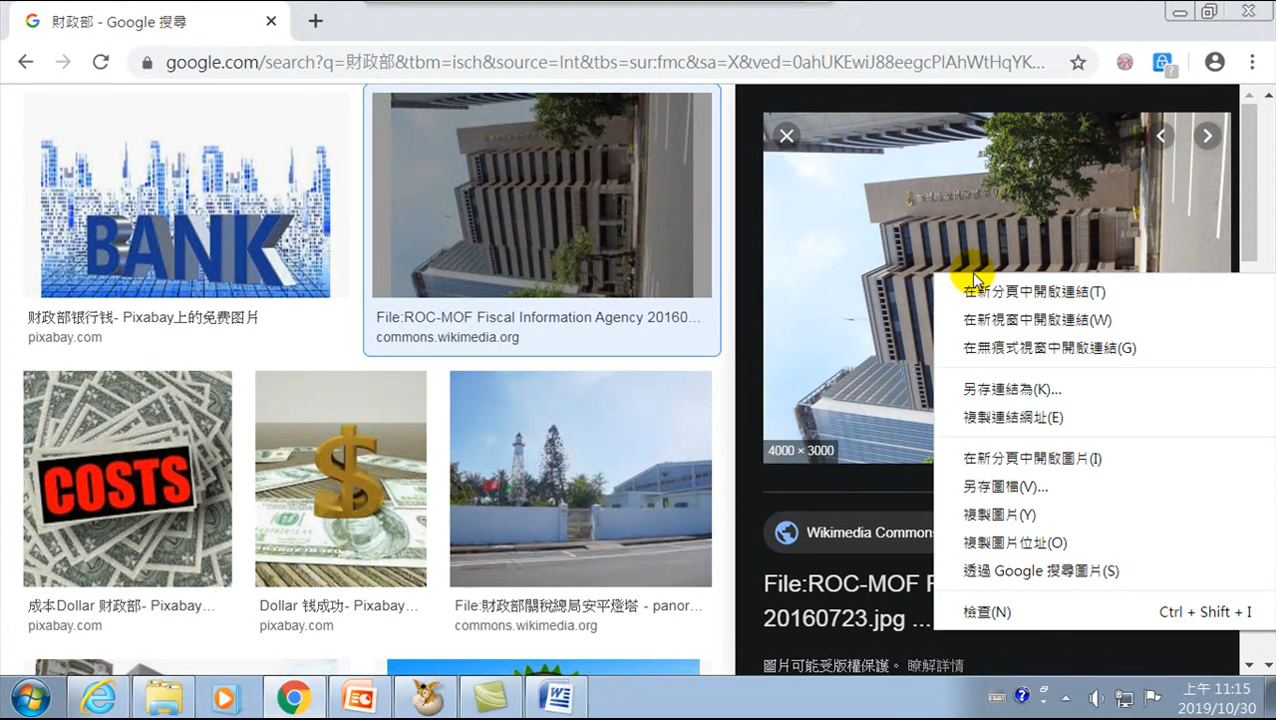 財政部 - Google 搜尋
google.com/search?q=財政部&tbm=isch&source=lnt&tbs=sur:fmc&sa=X&ved=0ahUKEwiJ88eegcPlAhWtHqYK...
BANK
財政部银行钱- Pixabay上的免费图片
pixabay.com
File:ROC-MOF Fiscal Information Agency 201607...
commons.wikimedia.org
COSTS
成本Dollar 財政部- Pixabay...
pixabay.com
$
Dollar 钱成功- Pixabay...
pixabay.com
File:財政部關稅總局安平燈塔 - panor...
commons.wikimedia.org
4000 × 3000
Wikimedia Commons
File:ROC-MOF F
20160723.jpg ...
圖片可能受版權保護。 瞭解詳情
在新分頁中開啟連結(T)
在新視窗中開啟連結(W)
在無痕式視窗中開啟連結(G)
另存連結為(K)...
複製連結網址(E)
在新分頁中開啟圖片(I)
另存圖檔(V)...
複製圖片(Y)
複製圖片位址(O)
透過 Google 搜尋圖片(S)
檢查(N) Ctrl + Shift + I
上午 11:15
2019/10/30